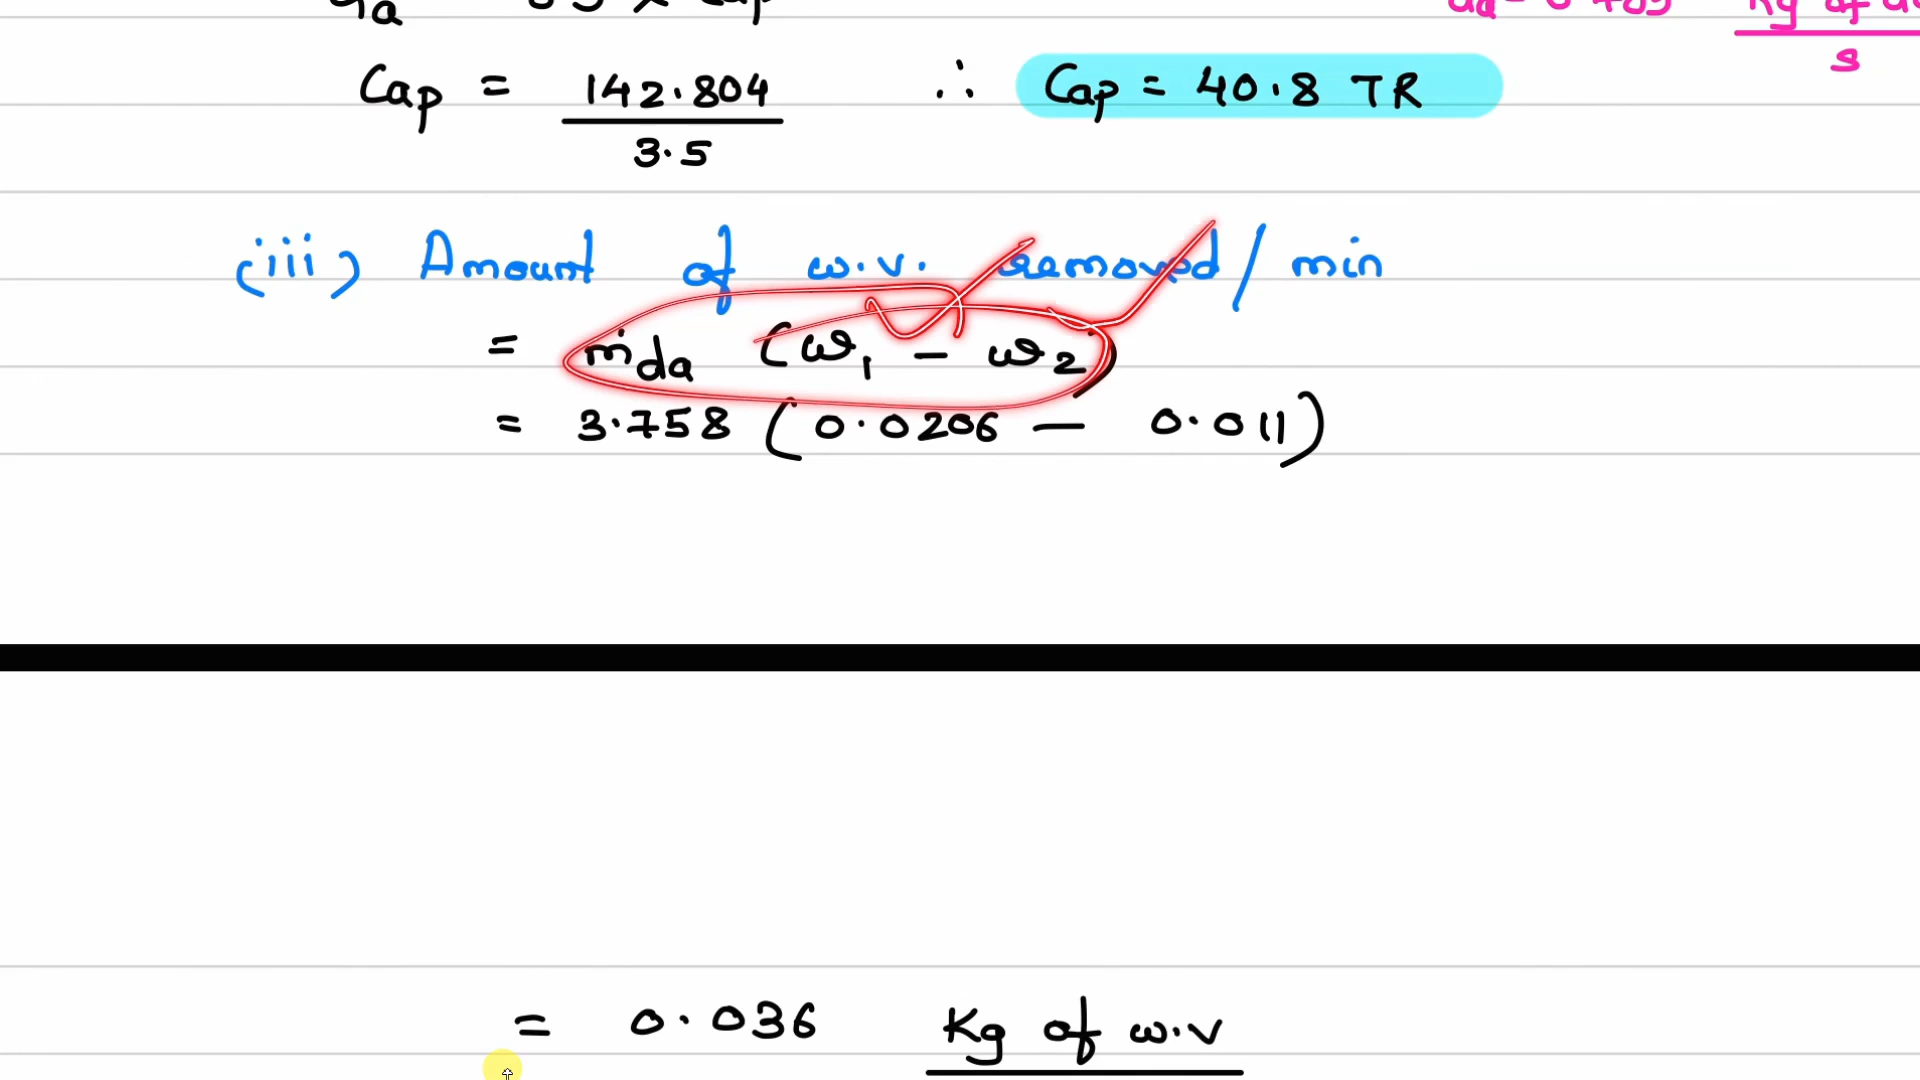 Cap = 142.804 / 3.5 ∴ Cap = 40.8 TR
s
(iii) Amount of w.v. removed/min
= ṁda (ω1 - ω2)
= 3.758 (0.0206 - 0.011)
= 0.036 Kg of w.v